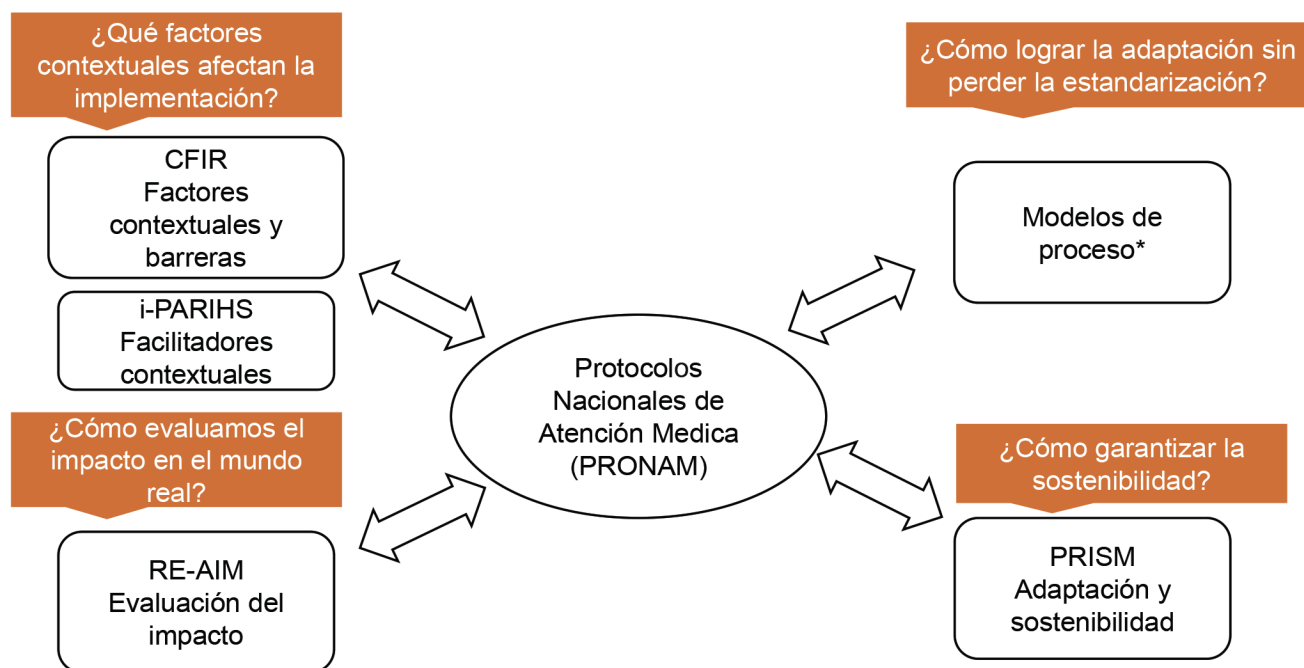 ¿Qué factores
contextuales afectan la
implementación?
CFIR
Factores
contextuales y
barreras
i-PARIHS
Facilitadores
contextuales
¿Cómo evaluamos el
impacto en el mundo
real?
RE-AIM
Evaluación del
impacto
Protocolos
Nacionales de
Atención Medica
(PRONAM)
¿Cómo lograr la adaptación sin
perder la estandarización?
Modelos de
proceso*
¿Cómo garantizar la
sostenibilidad?
PRISM
Adaptación y
sostenibilidad